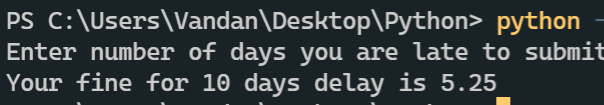 PS C:\Users\Vandan\Desktop\Python> python -
Enter number of days you are late to submit
Your fine for 10 days delay is 5.25